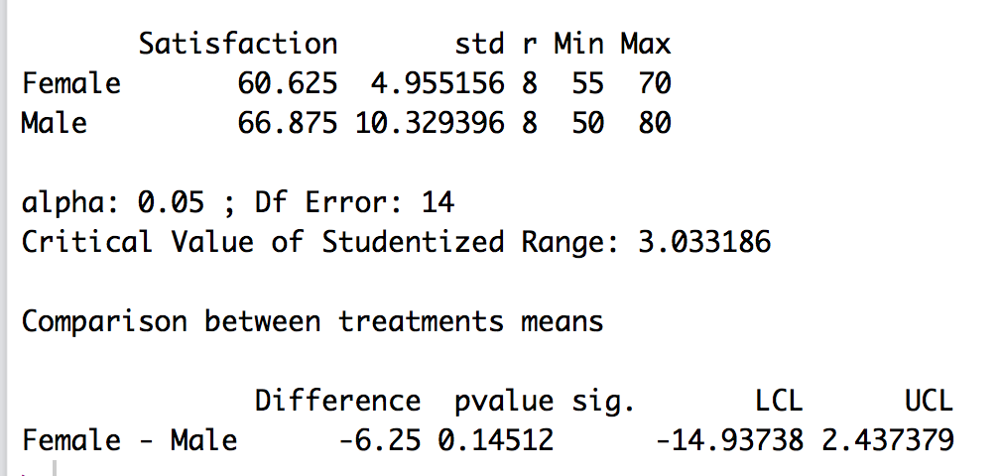 Satisfaction std r Min Max
Female 60.625 4.955156 8 55 70
Male 66.875 10.329396 8 50 80
alpha: 0.05 ; Df Error: 14
Critical Value of Studentized Range: 3.033186
Comparison between treatments means
Difference pvalue sig. LCL UCL
Female - Male -6.25 0.14512 -14.93738 2.437379